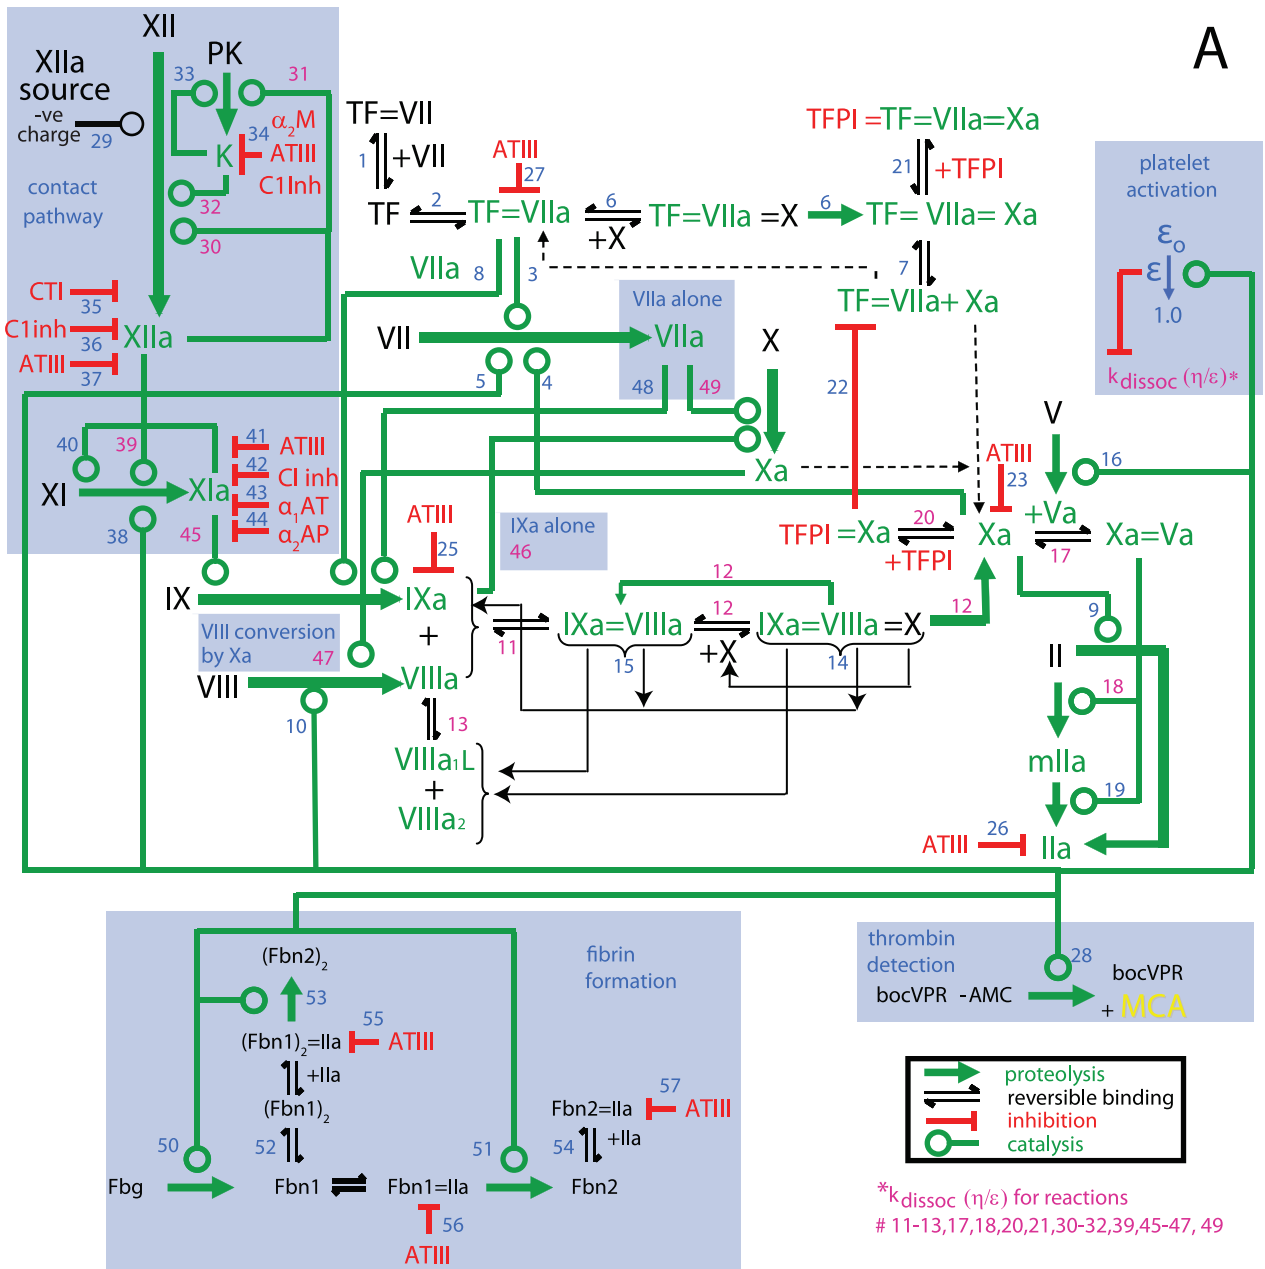 A
XII
PK
XIIa
source
-ve
charge
29
33
31
34
α₂M
ATIII
C1Inh
K
32
30
contact
pathway
CTI
35
C1inh
36
ATIII
37
XIIa
40
39
XI
XIa
41
ATIII
42
CI inh
43
α₁AT
44
α₂AP
38
45
TF=VII
1
+VII
TF
2
ATIII
27
TF=VIIa
6
+X
TF=VIIa =X
6
TF= VIIa= Xa
TFPI =TF=VIIa=Xa
21
+TFPI
7
TF=VIIa+ Xa
VIIa
8
3
VII
5
4
VIIa alone
VIIa
48
49
X
Xa
22
platelet
activation
ε₀
ε
1.0
k dissoc (η/ε)*
V
16
ATIII
23
+Va
17
Xa
Xa=Va
TFPI =Xa
20
+TFPI
ATIII
25
IXa alone
46
IX
IXa
+
VIII conversion
by Xa
47
VIII
VIIIa
10
13
VIIIa₁L
+
VIIIa₂
11
IXa=VIIIa
15
12
12
+X
IXa=VIIIa =X
14
12
9
II
18
mIIa
19
ATIII
26
IIa
fibrin
formation
(Fbn2)₂
53
(Fbn1)₂=IIa
55
ATIII
+IIa
(Fbn1)₂
52
50
Fbg
Fbn1
Fbn1=IIa
56
ATIII
51
Fbn2
54
+IIa
Fbn2=IIa
57
ATIII
thrombin
detection
28
bocVPR -AMC
bocVPR
+ MCA
proteolysis
reversible binding
inhibition
catalysis
*k dissoc (η/ε) for reactions
# 11-13,17,18,20,21,30-32,39,45-47, 49